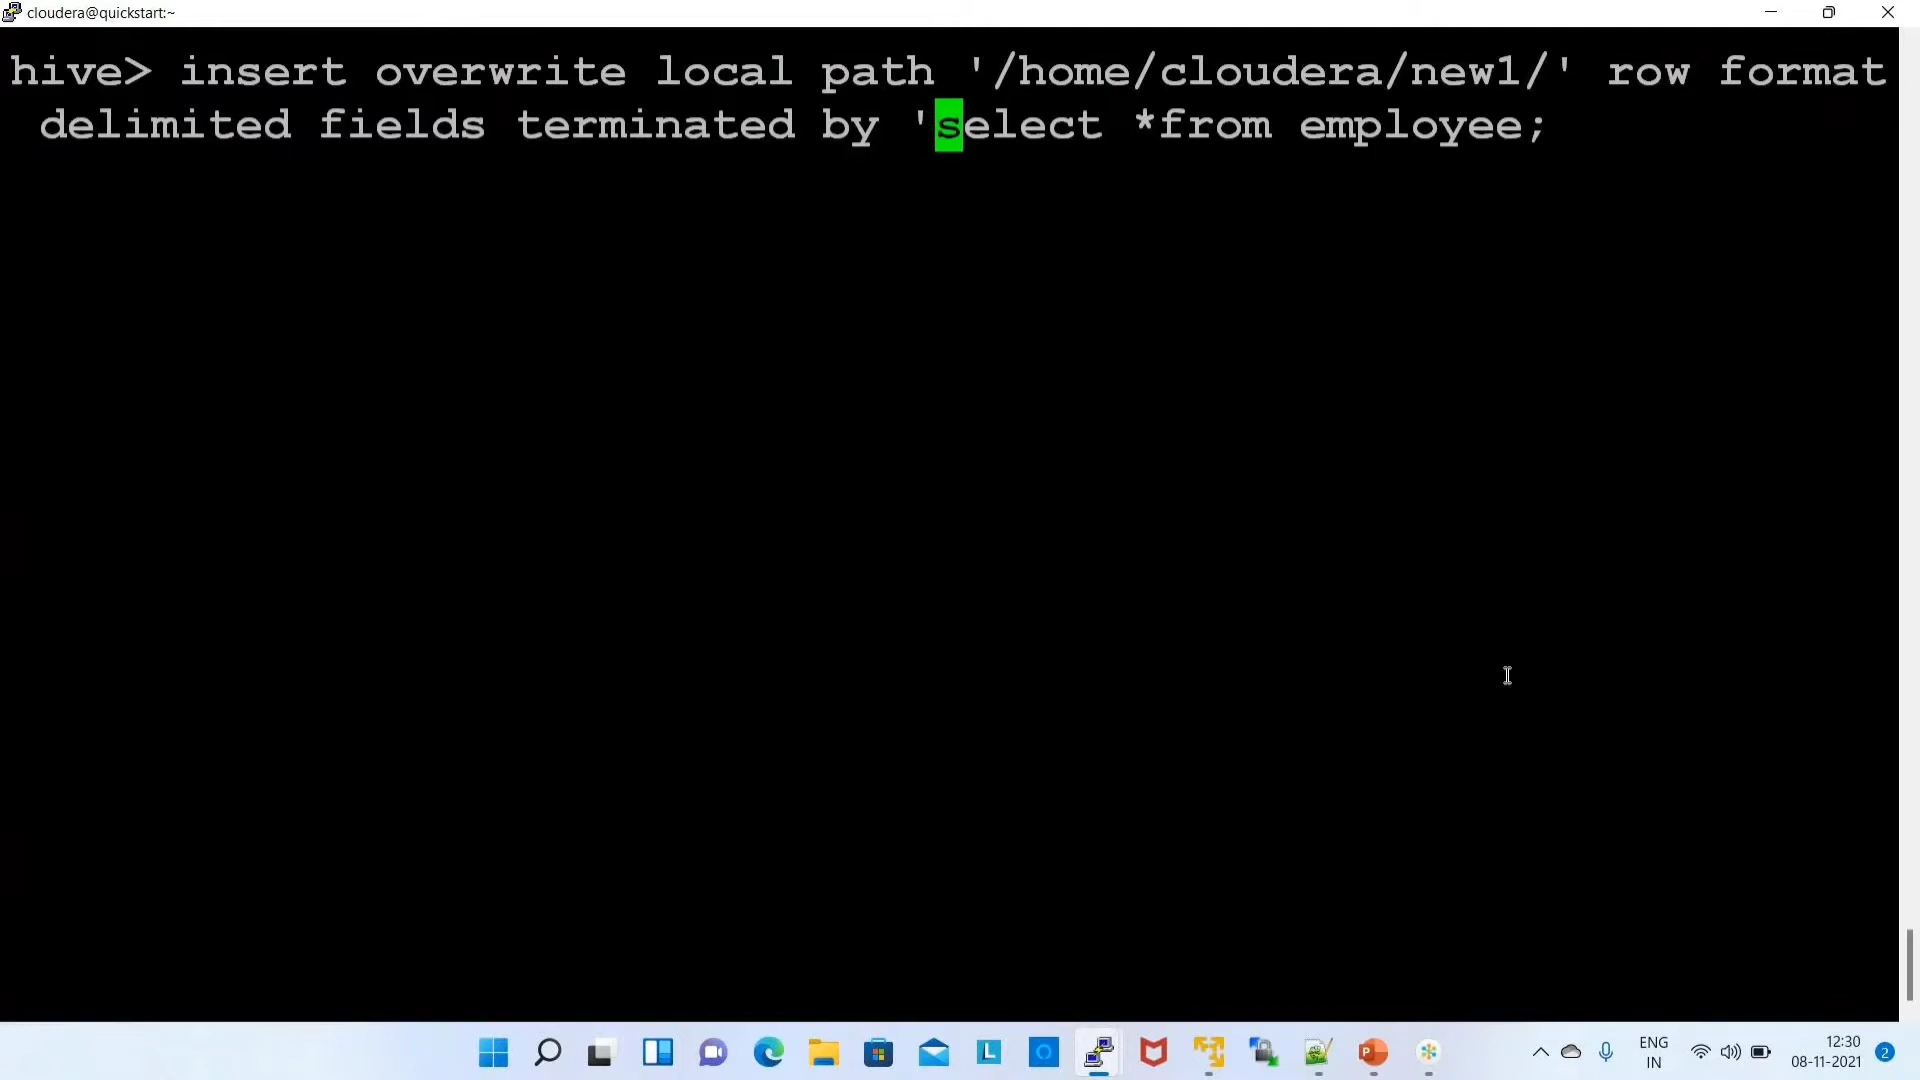 cloudera@quickstart:~
hive> insert overwrite local path '/home/cloudera/new1/' row format
delimited fields terminated by 'select *from employee;
ENG
IN
12:30
08-11-2021
2